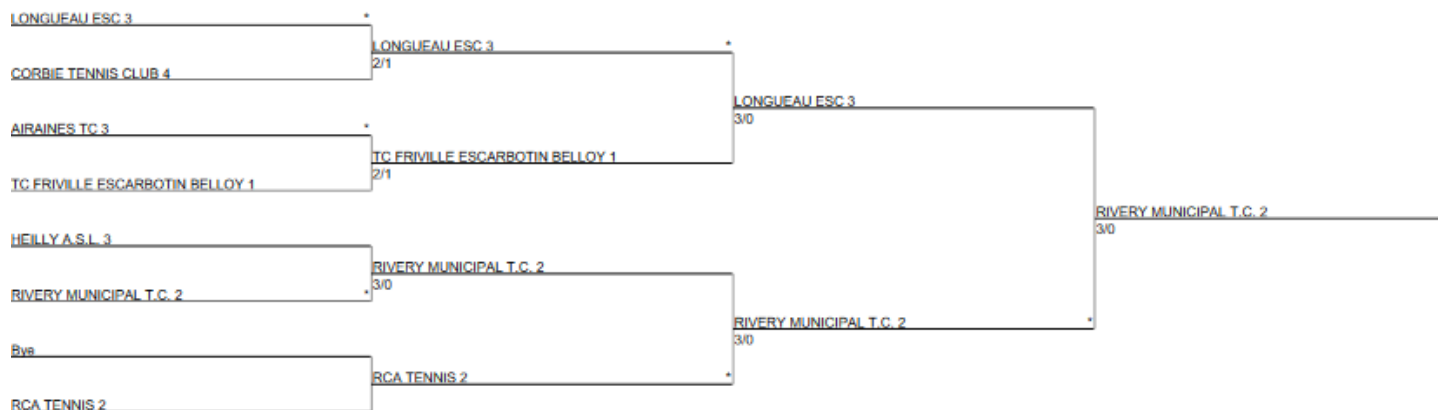 LONGUEAU ESC 3 *
LONGUEAU ESC 3 *
2/1
CORBIE TENNIS CLUB 4
LONGUEAU ESC 3
3/0
AIRAINES TC 3 *
TC FRIVILLE ESCARBOTIN BELLOY 1
2/1
TC FRIVILLE ESCARBOTIN BELLOY 1
RIVERY MUNICIPAL T.C. 2
3/0
HEILLY A.S.L. 3
RIVERY MUNICIPAL T.C. 2
3/0
RIVERY MUNICIPAL T.C. 2 *
RIVERY MUNICIPAL T.C. 2 *
3/0
Bye
RCA TENNIS 2 *
RCA TENNIS 2